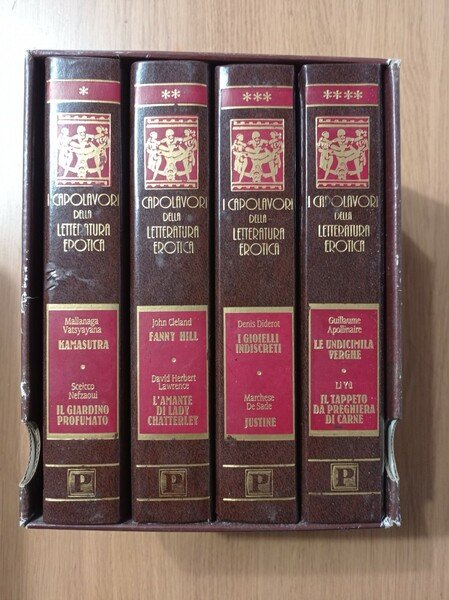 *
I CAPOLAVORI
DELLA
LETTERATURA
EROTICA
Mallanaga
Vatsyayana
KAMASUTRA
Sceicco
Nefzaoui
IL GIARDINO
PROFUMATO
P
**
I CAPOLAVORI
DELLA
LETTERATURA
EROTICA
John Cleland
FANNY HILL
David Herbert
Lawrence
L'AMANTE
DI LADY
CHATTERLEY
P
***
I CAPOLAVORI
DELLA
LETTERATURA
EROTICA
Denis Diderot
I GIOIELLI
INDISCRETI
Marchese
De Sade
JUSTINE
P
****
I CAPOLAVORI
DELLA
LETTERATURA
EROTICA
Guillaume
Apollinaire
LE UNDICIMILA
VERGHE
Li Yü
IL TAPPETO
DA PREGHIERA
DI CARNE
P